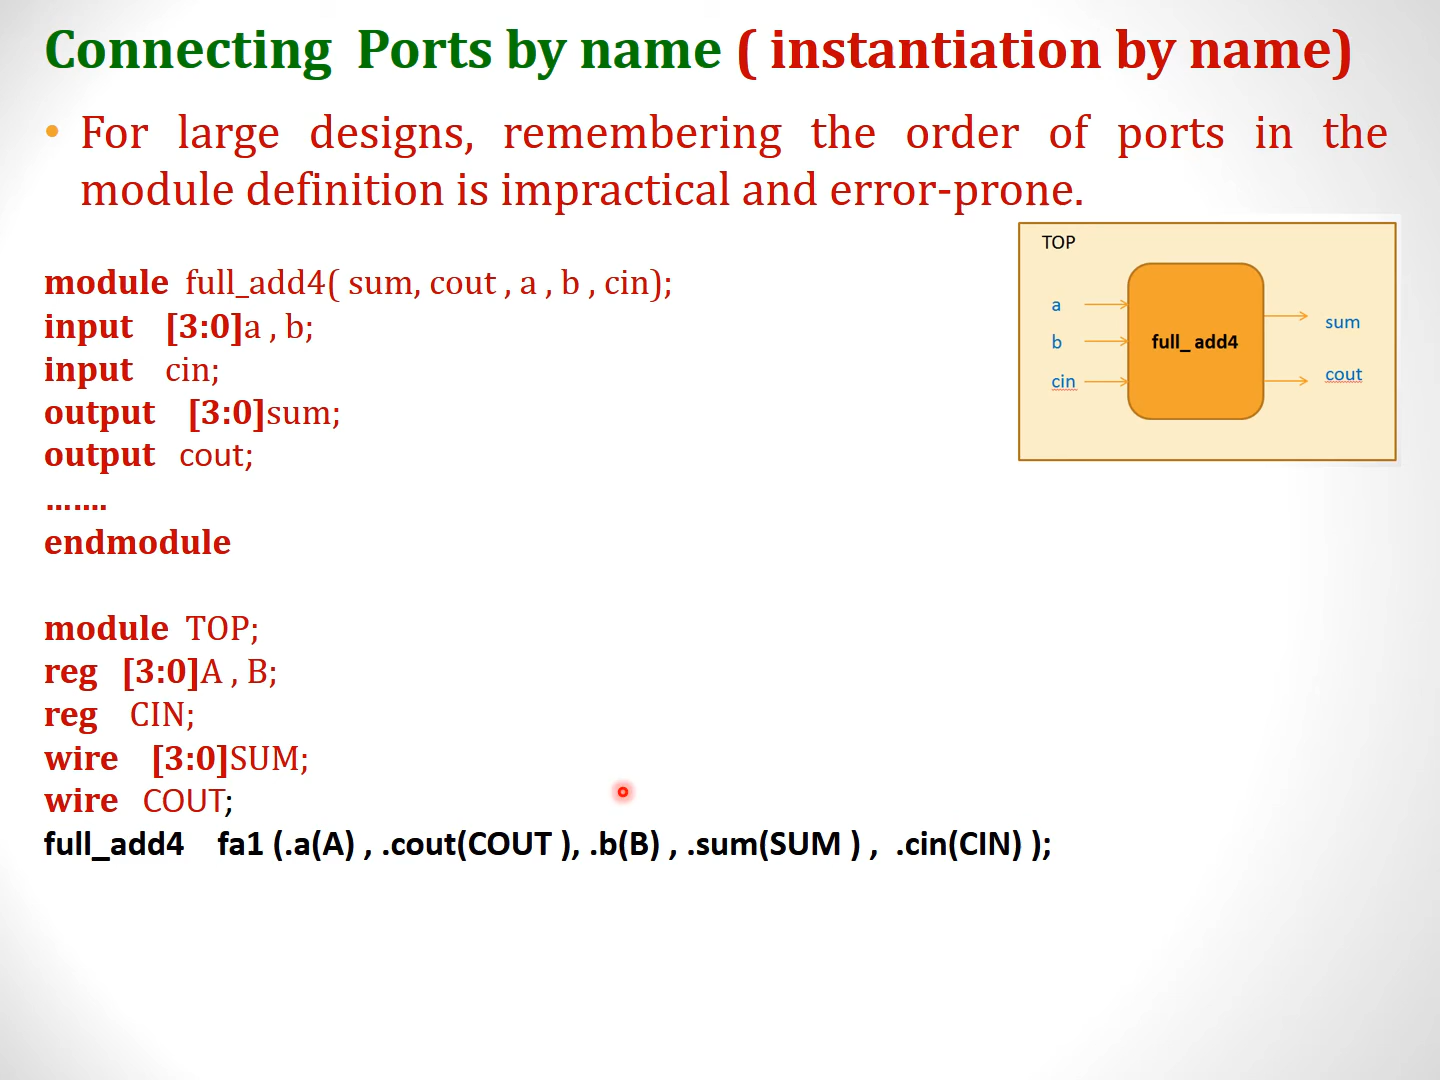 Connecting Ports by name ( instantiation by name)
• For large designs, remembering the order of ports in the
module definition is impractical and error-prone.
module full_add4( sum, cout , a , b , cin);
input [3:0]a , b;
input cin;
output [3:0]sum;
output cout;
.......
endmodule
module TOP;
reg [3:0]A , B;
reg CIN;
wire [3:0]SUM;
wire COUT;
full_add4 fa1 (.a(A) , .cout(COUT ), .b(B) , .sum(SUM ) , .cin(CIN) );
TOP
a
b
cin
full_ add4
sum
cout